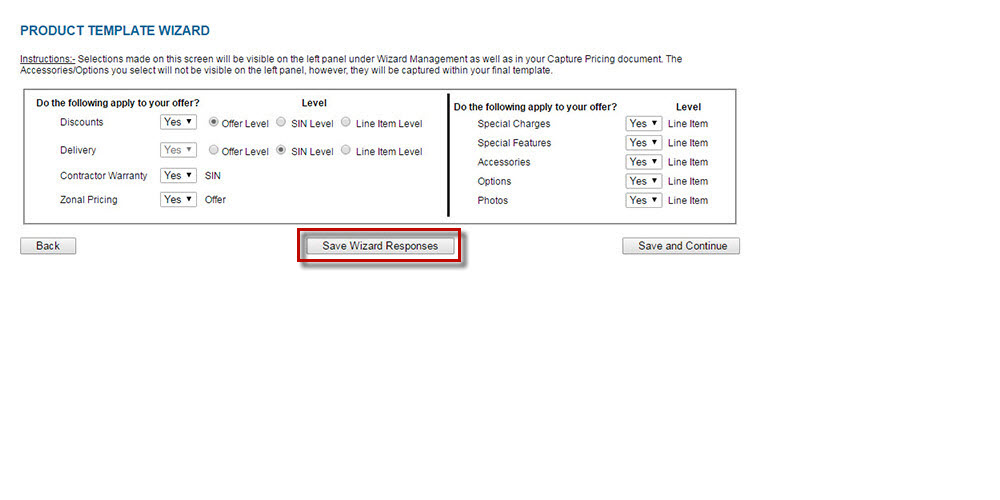 PRODUCT TEMPLATE WIZARD
Instructions:- Selections made on this screen will be visible on the left panel under Wizard Management as well as in your Capture Pricing document. The
Accessories/Options you select will not be visible on the left panel, however, they will be captured within your final template.
Do the following apply to your offer? Level
Discounts Yes Offer Level SIN Level Line Item Level
Delivery Yes Offer Level SIN Level Line Item Level
Contractor Warranty Yes SIN
Zonal Pricing Yes Offer
Do the following apply to your offer? Level
Special Charges Yes Line Item
Special Features Yes Line Item
Accessories Yes Line Item
Options Yes Line Item
Photos Yes Line Item
Back Save Wizard Responses Save and Continue